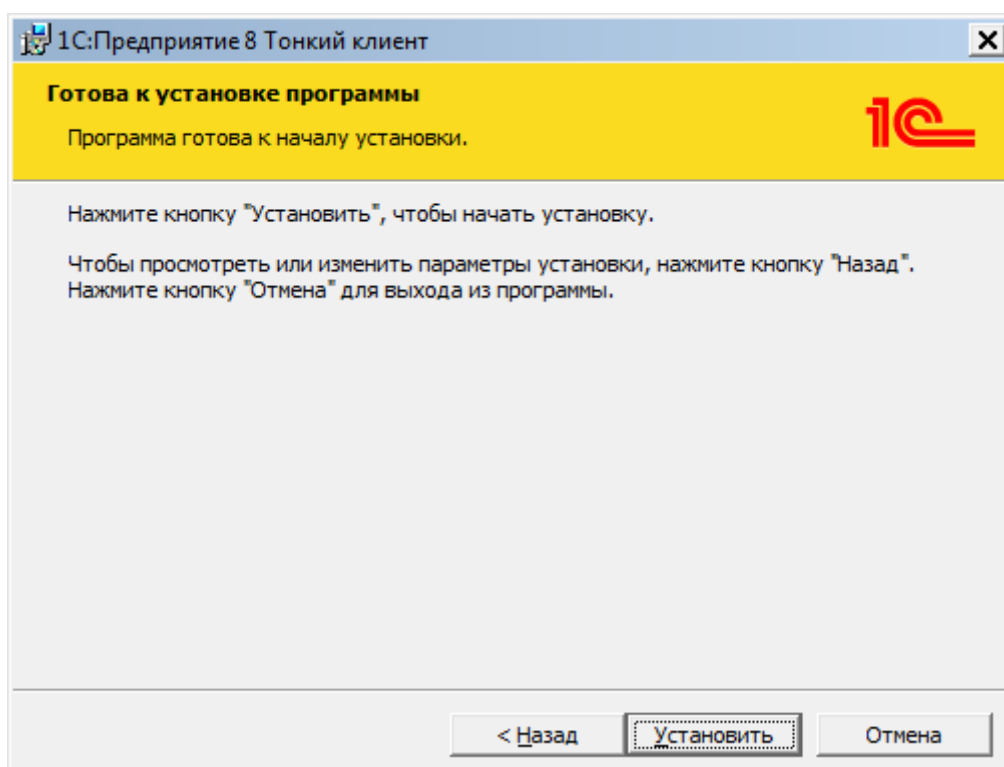 1С:Предприятие 8 Тонкий клиент
Готова к установке программы
1С
Программа готова к началу установки.
Нажмите кнопку "Установить", чтобы начать установку.
Чтобы просмотреть или изменить параметры установки, нажмите кнопку "Назад".
Нажмите кнопку "Отмена" для выхода из программы.
< Назад
Установить
Отмена